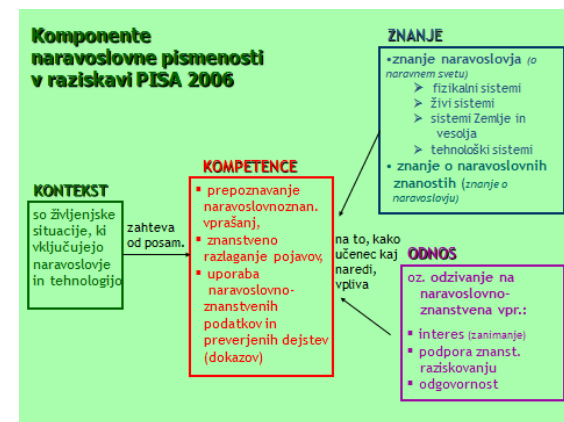 Komponente
naravoslovne pismenosti
v raziskavi PISA 2006
KONTEKST
so življenjske
situacije, ki
vključujejo
naravoslovje
in tehnologijo
zahteva
od posam.
KOMPETENCE
▪ prepoznavanje
naravoslovnoznan.
vprašanj,
▪ znanstveno
razlaganje pojavov,
▪ uporaba
naravoslovno-
znanstvenih
podatkov in
preverjenih dejstev
(dokazov)
na to, kako
učenec kaj
naredi,
vpliva
ZNANJE
•znanje naravoslovja (o
naravnem svetu)
➢ fizikalni sistemi
➢ živi sistemi
➢ sistemi Zemlje in
vesolja
➢ tehnološki sistemi
• znanje o naravoslovnih
znanostih (znanje o
naravoslovju)
ODNOS
oz. odzivanje na
naravoslovno-
znanstvena vpr.:
▪ interes (zanimanje)
▪ podpora znanst.
raziskovanju
▪ odgovornost